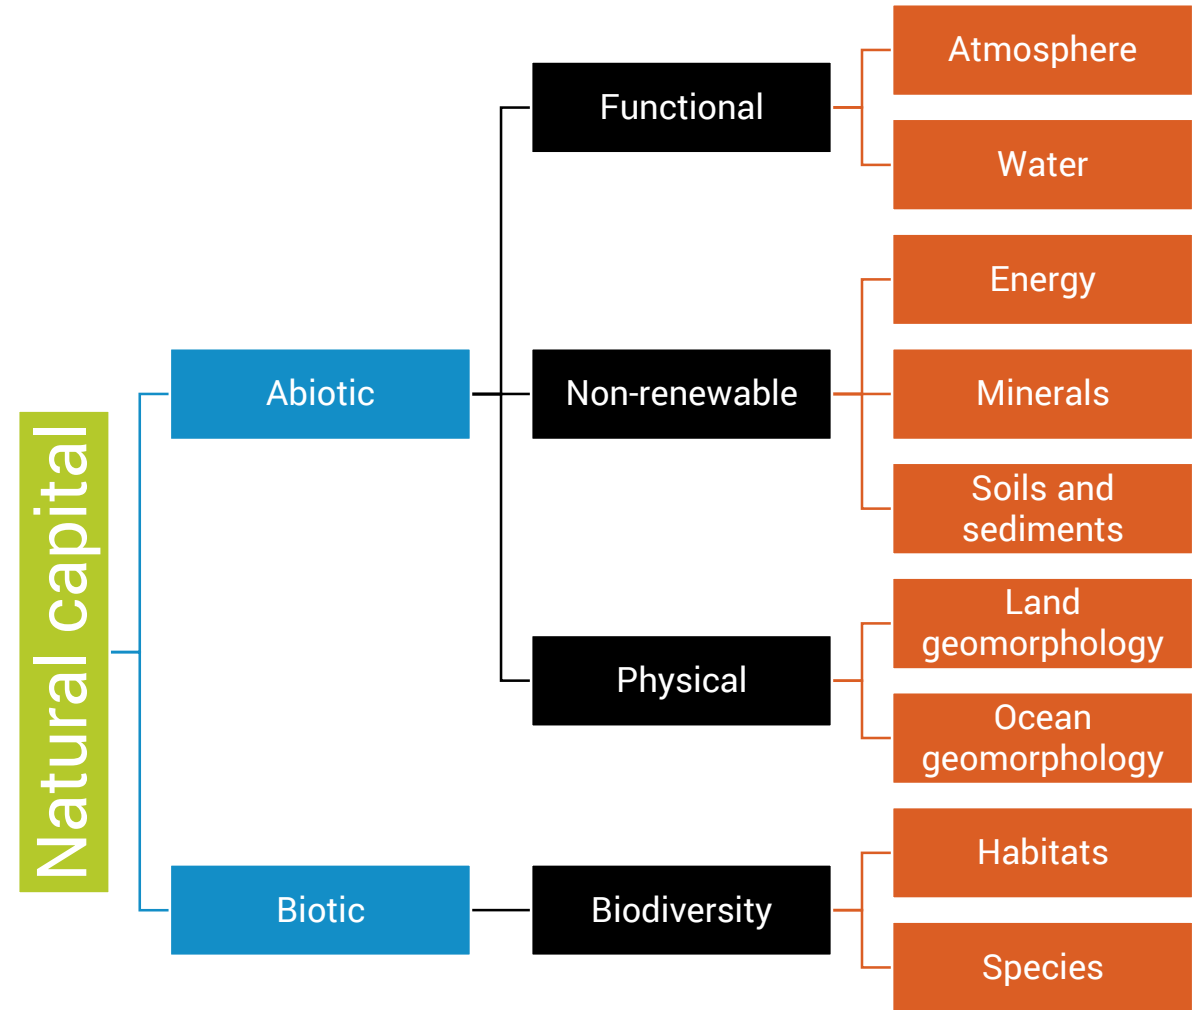 Natural capital
Abiotic
Functional
Atmosphere
Water
Non-renewable
Energy
Minerals
Soils and
sediments
Physical
Land
geomorphology
Ocean
geomorphology
Biotic
Biodiversity
Habitats
Species